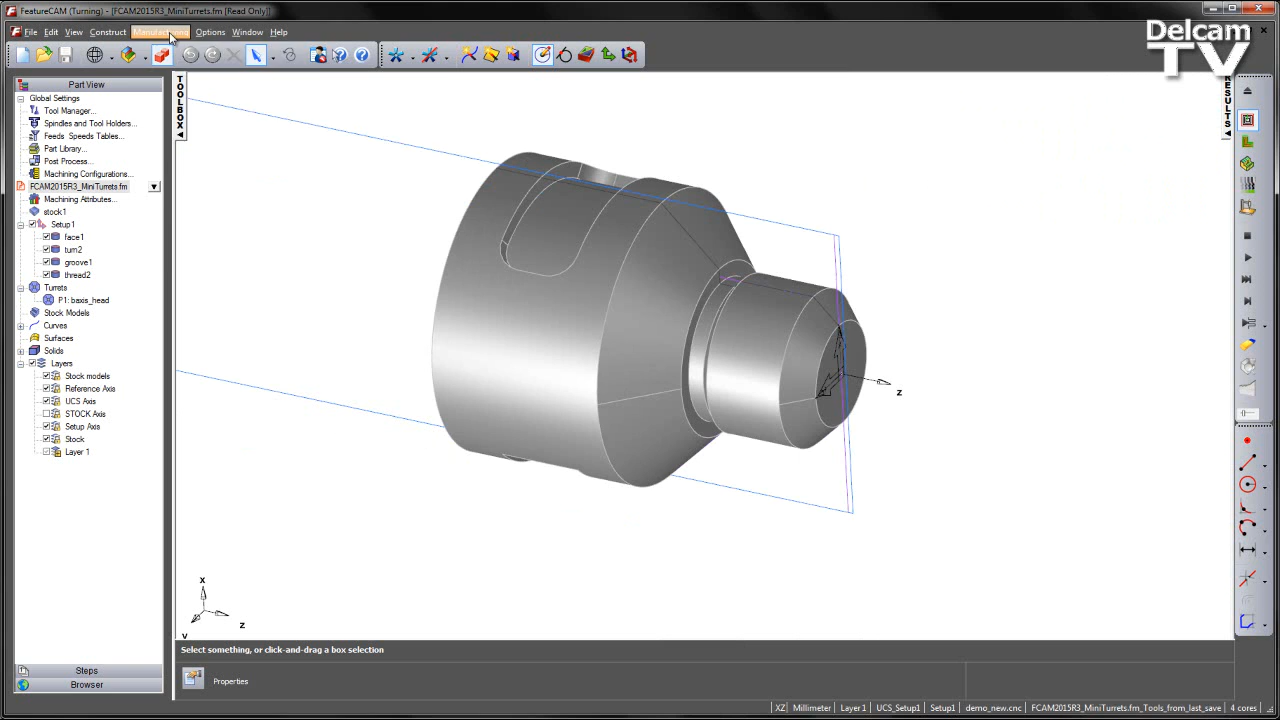 FeatureCAM (Turning) - [FCAM2015R3_MiniTurrets.fm [Read Only]]
File Edit View Construct Manufacturing Options Window Help
Delcam
TV
Part View
Global Settings
Tool Manager...
Spindles and Tool Holders...
Feeds Speeds Tables...
Part Library...
Post Process...
Machining Configurations...
FCAM2015R3_MiniTurrets.fm
Machining Attributes...
stock1
Setup1
face1
turn2
groove1
thread2
Turrets
P1: baxis_head
Stock Models
Curves
Surfaces
Solids
Layers
Stock models
Reference Axis
UCS Axis
STOCK Axis
Setup Axis
Stock
Layer 1
Steps
Browser
TOOLBOX
RESULTS
Z
X
Z
Y
Select something, or click-and-drag a box selection
Properties
XZ Millimeter Layer1 UCS_Setup1 Setup1 demo_new.cnc FCAM2015R3_MiniTurrets.fm_Tools_from_last_save 4 cores